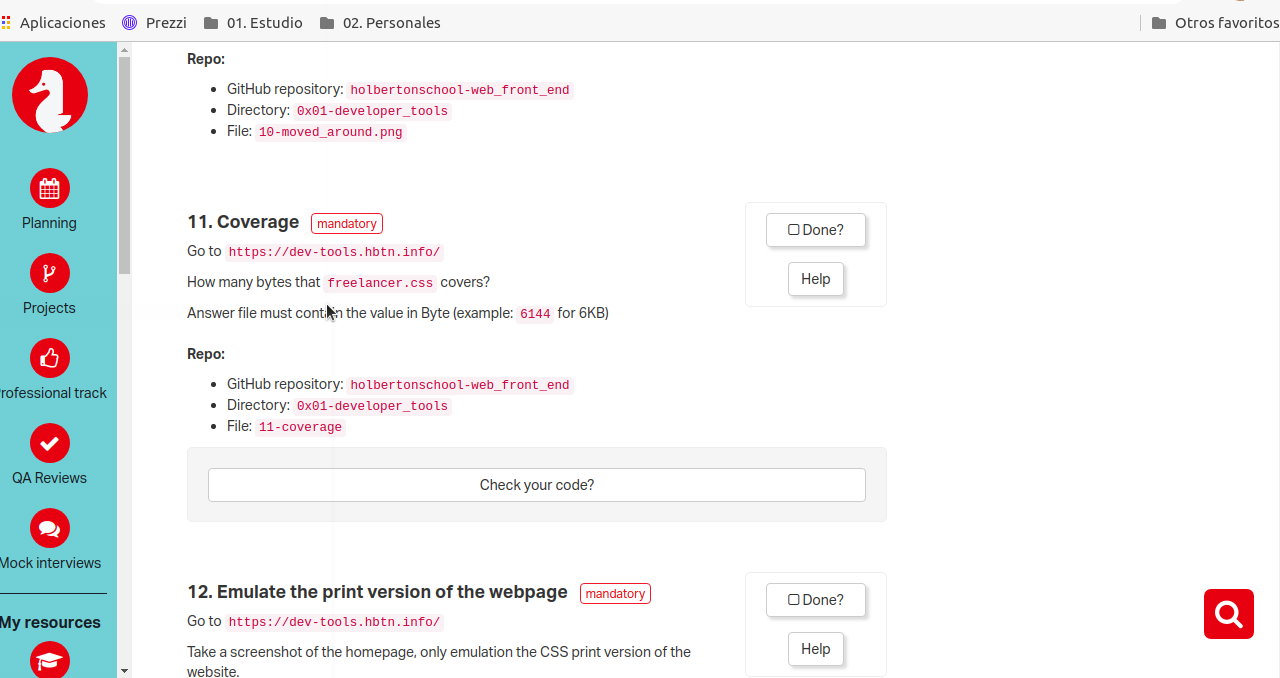 Aplicaciones Prezzi 01. Estudio 02. Personales Otros favoritos
Planning
Projects
Professional track
QA Reviews
Mock interviews
My resources
Repo:
GitHub repository: holbertonschool-web_front_end
Directory: 0x01-developer_tools
File: 10-moved_around.png
11. Coverage mandatory
Done?
Help
Go to https://dev-tools.hbtn.info/
How many bytes that freelancer.css covers?
Answer file must contain the value in Byte (example: 6144 for 6KB)
Repo:
GitHub repository: holbertonschool-web_front_end
Directory: 0x01-developer_tools
File: 11-coverage
Check your code?
12. Emulate the print version of the webpage mandatory
Done?
Help
Go to https://dev-tools.hbtn.info/
Take a screenshot of the homepage, only emulation the CSS print version of the
website.